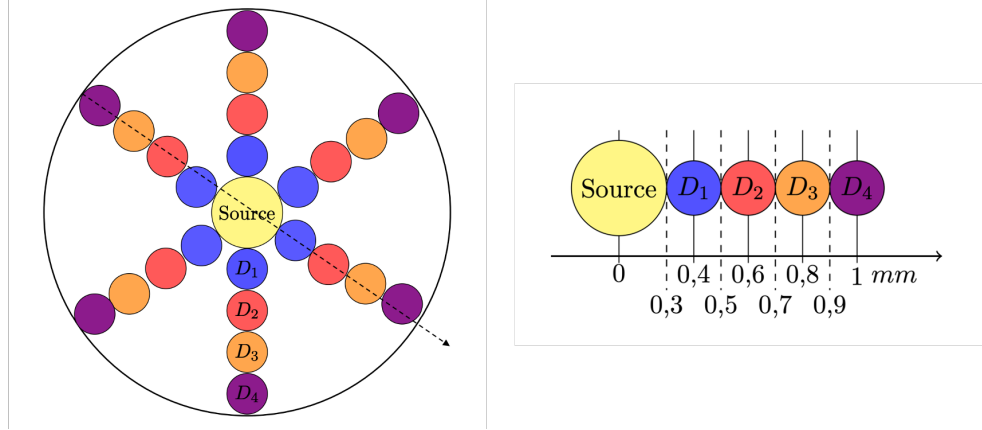 Source
D₁
D₂
D₃
D₄
Source D₁ D₂ D₃ D₄
0 0,4 0,6 0,8 1 mm
0,3 0,5 0,7 0,9